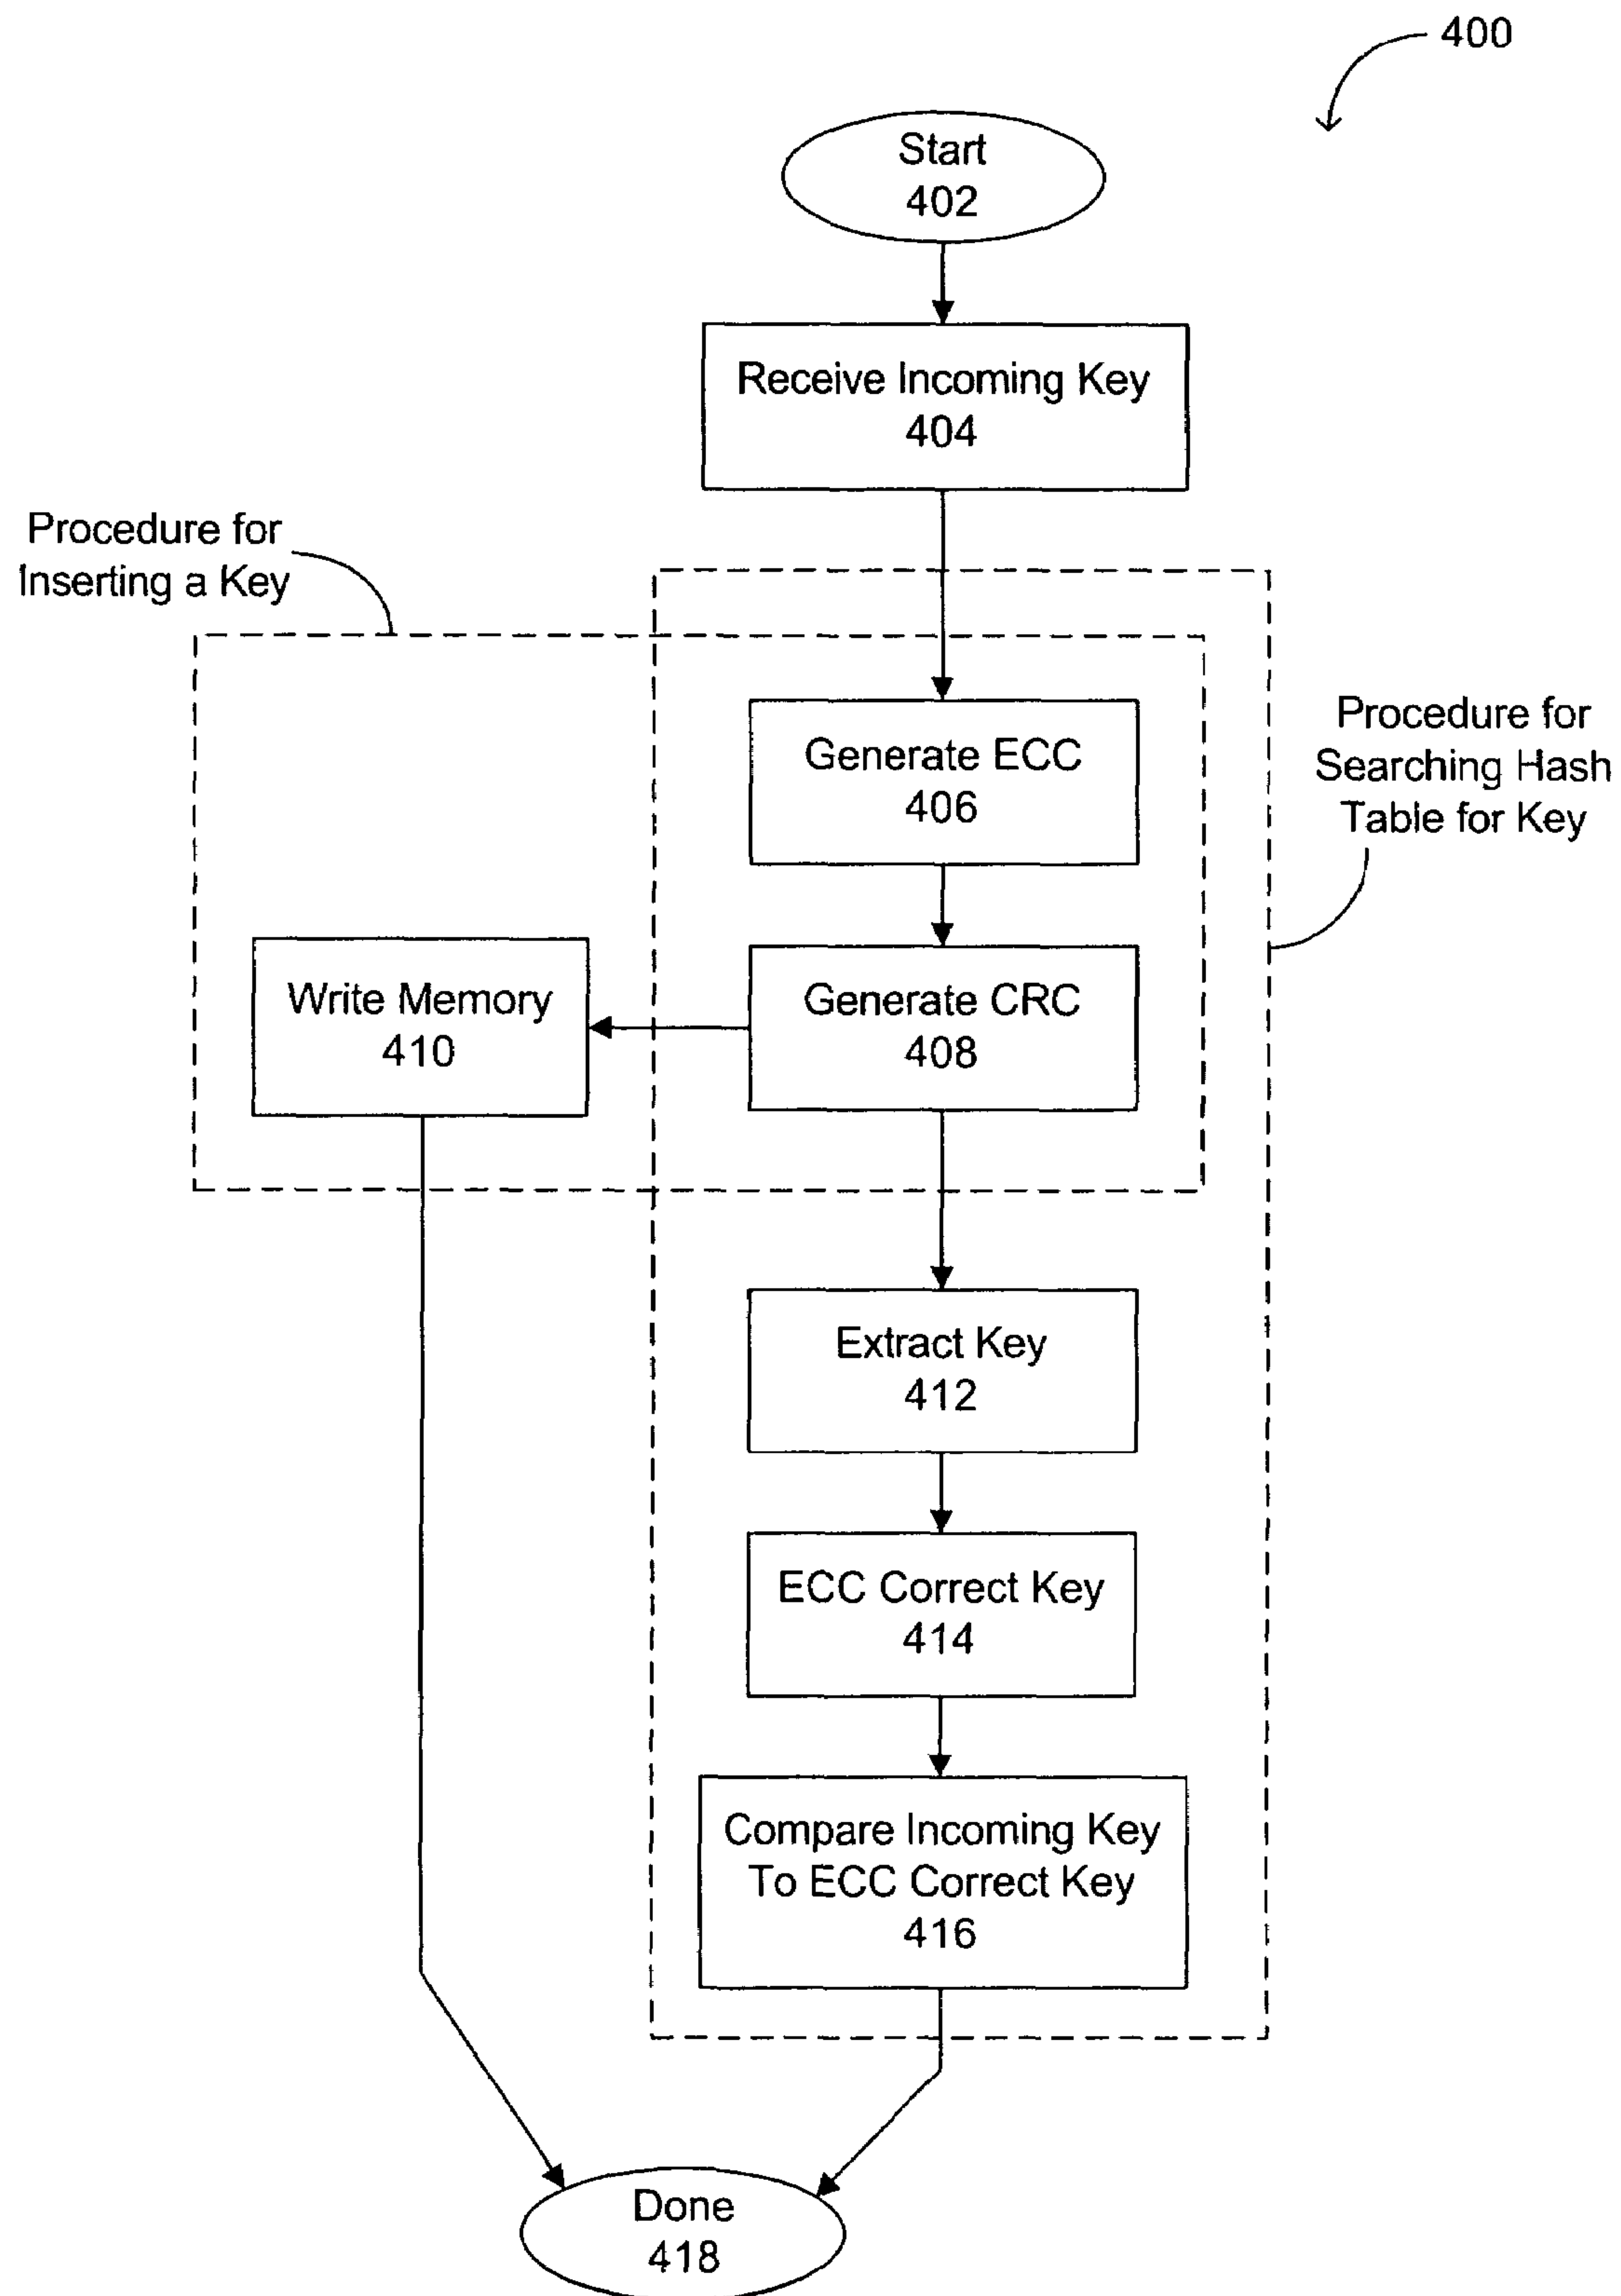 400
Start
402
Receive Incoming Key
404
Procedure for
Inserting a Key
Generate ECC
406
Procedure for
Searching Hash
Table for Key
Write Memory
410
Generate CRC
408
Extract Key
412
ECC Correct Key
414
Compare Incoming Key
To ECC Correct Key
416
Done
418